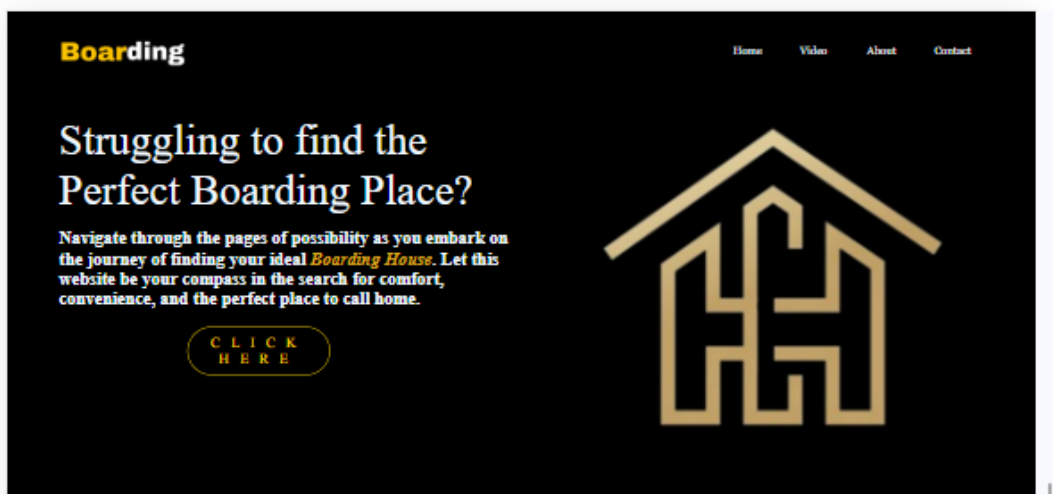 Boarding
Home Video About Contact
Struggling to find the
Perfect Boarding Place?
Navigate through the pages of possibility as you embark on
the journey of finding your ideal Boarding House. Let this
website be your compass in the search for comfort,
convenience, and the perfect place to call home.
CLICK
HERE